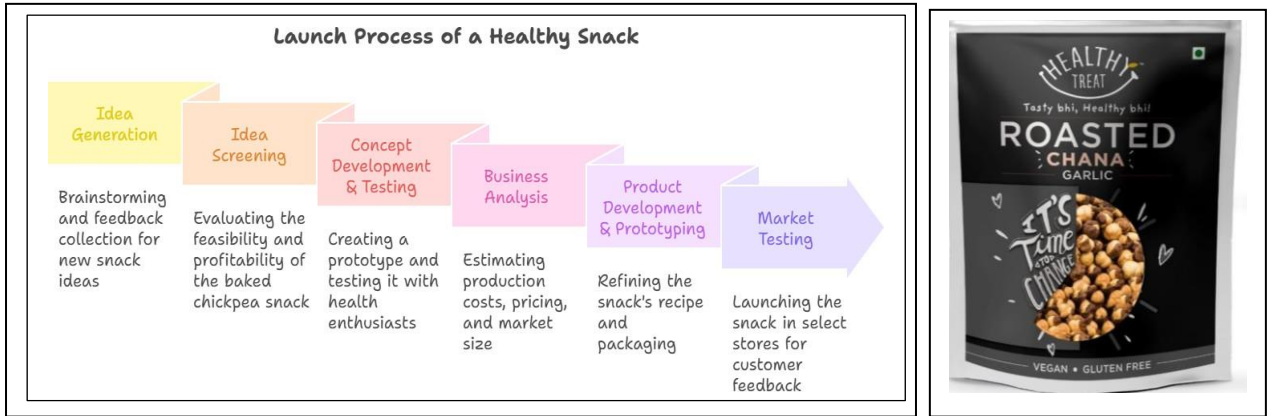 Launch Process of a Healthy Snack
Idea
Generation
Brainstorming
and feedback
collection for
new snack
ideas
Idea
Screening
Evaluating the
feasibility and
profitability of
the baked
chickpea snack
Concept
Development
& Testing
Creating a
prototype and
testing it with
health
enthusiasts
Business
Analysis
Estimating
production
costs, pricing,
and market
size
Product
Development
& Prototyping
Refining the
snack's recipe
and
packaging
Market
Testing
Launching the
snack in select
stores for
customer
feedback
HEALTHY
TREAT
Tasty bhi, Healthy bhi!
ROASTED
CHANA
GARLIC
IT'S
Time
TO
CHANGE
VEGAN • GLUTEN FREE